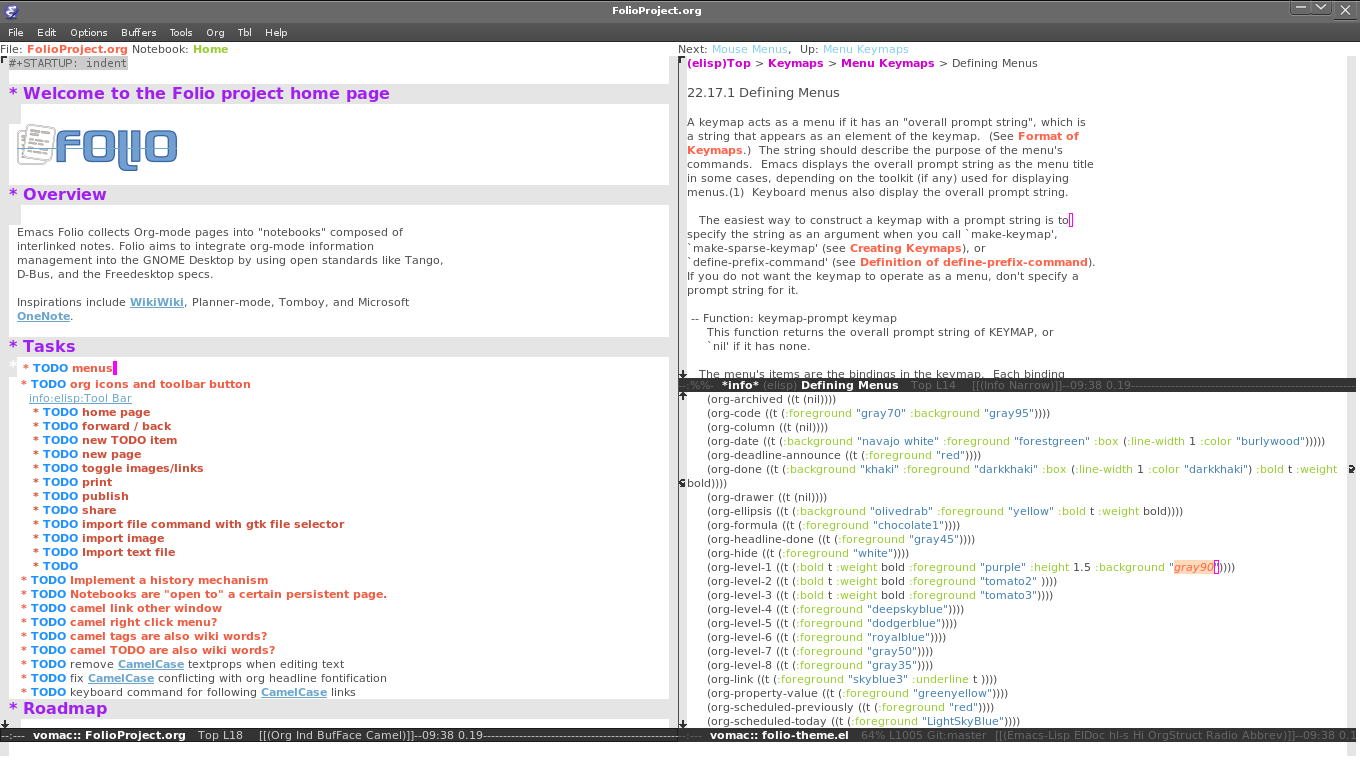 FolioProject.org
File Edit Options Buffers Tools Org Tbl Help
File: FolioProject.org Notebook: Home
#+STARTUP: indent
* Welcome to the Folio project home page
FOLIO
* Overview
Emacs Folio collects Org-mode pages into "notebooks" composed of
interlinked notes. Folio aims to integrate org-mode information
management into the GNOME Desktop by using open standards like Tango,
D-Bus, and the Freedesktop specs.
Inspirations include WikiWiki, Planner-mode, Tomboy, and Microsoft
OneNote.
* Tasks
* TODO menus
* TODO org icons and toolbar button
info:elisp:Tool Bar
* TODO home page
* TODO forward / back
* TODO new TODO item
* TODO new page
* TODO toggle images/links
* TODO print
* TODO publish
* TODO share
* TODO import file command with gtk file selector
* TODO import image
* TODO Import text file
* TODO
* TODO Implement a history mechanism
* TODO Notebooks are "open to" a certain persistent page.
* TODO camel link other window
* TODO camel right click menu?
* TODO camel tags are also wiki words?
* TODO camel TODO are also wiki words?
* TODO remove CamelCase textprops when editing text
* TODO fix CamelCase conflicting with org headline fontification
* TODO keyboard command for following CamelCase links
* Roadmap
--:--- vomac:: FolioProject.org Top L18 [[(Org Ind BufFace Camel)]]--09:38 0.19
Next: Mouse Menus, Up: Menu Keymaps
(elisp)Top > Keymaps > Menu Keymaps > Defining Menus
22.17.1 Defining Menus
A keymap acts as a menu if it has an "overall prompt string", which is
a string that appears as an element of the keymap. (See Format of
Keymaps.) The string should describe the purpose of the menu's
commands. Emacs displays the overall prompt string as the menu title
in some cases, depending on the toolkit (if any) used for displaying
menus.(1) Keyboard menus also display the overall prompt string.
The easiest way to construct a keymap with a prompt string is to
specify the string as an argument when you call `make-keymap',
`make-sparse-keymap' (see Creating Keymaps), or
`define-prefix-command' (see Definition of define-prefix-command).
If you do not want the keymap to operate as a menu, don't specify a
prompt string for it.
-- Function: keymap-prompt keymap
This function returns the overall prompt string of KEYMAP, or
`nil' if it has none.
The menu's items are the bindings in the keymap. Each binding
--:%%- *info* (elisp) Defining Menus Top L14 [[(Info Narrow)]]--09:38 0.19
(org-archived ((t (nil))))
(org-code ((t (:foreground "gray70" :background "gray95"))))
(org-column ((t (nil))))
(org-date ((t (:background "navajo white" :foreground "forestgreen" :box (:line-width 1 :color "burlywood")))))
(org-deadline-announce ((t (:foreground "red"))))
(org-done ((t (:background "khaki" :foreground "darkkhaki" :box (:line-width 1 :color "darkkhaki") :bold t :weight
bold))))
(org-drawer ((t (nil))))
(org-ellipsis ((t (:background "olivedrab" :foreground "yellow" :bold t :weight bold))))
(org-formula ((t (:foreground "chocolate1"))))
(org-headline-done ((t (:foreground "gray45"))))
(org-hide ((t (:foreground "white"))))
(org-level-1 ((t (:bold t :weight bold :foreground "purple" :height 1.5 :background "gray90"))))
(org-level-2 ((t (:bold t :weight bold :foreground "tomato2" ))))
(org-level-3 ((t (:bold t :weight bold :foreground "tomato3"))))
(org-level-4 ((t (:foreground "deepskyblue"))))
(org-level-5 ((t (:foreground "dodgerblue"))))
(org-level-6 ((t (:foreground "royalblue"))))
(org-level-7 ((t (:foreground "gray50"))))
(org-level-8 ((t (:foreground "gray35"))))
(org-link ((t (:foreground "skyblue3" :underline t ))))
(org-property-value ((t (:foreground "greenyellow"))))
(org-scheduled-previously ((t (:foreground "red"))))
(org-scheduled-today ((t (:foreground "LightSkyBlue"))))
--:--- vomac:: folio-theme.el 64% L1005 Git:master [[(Emacs-Lisp ElDoc hl-s Hi OrgStruct Radio Abbrev)]]--09:38 0.1